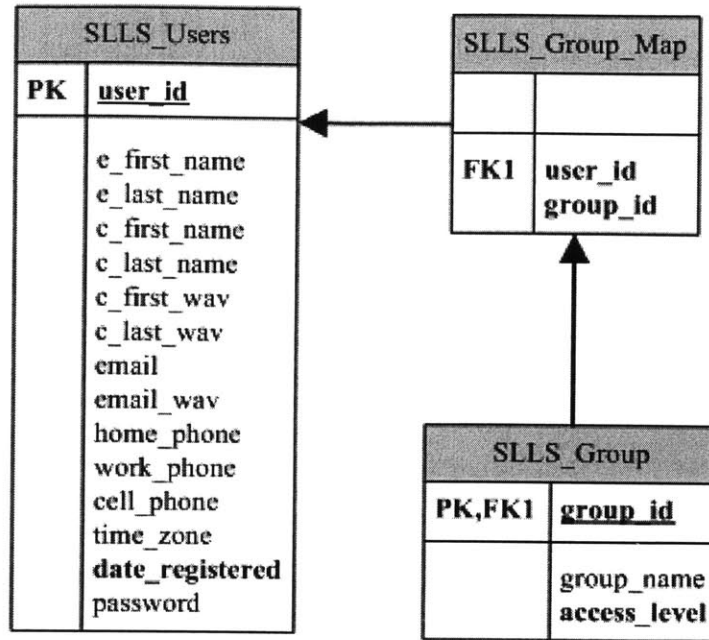 SLLS_Users
PK user_id
e_first_name
e_last_name
c_first_name
c_last_name
c_first_wav
c_last_wav
email
email_wav
home_phone
work_phone
cell_phone
time_zone
date_registered
password
SLLS_Group_Map
FK1 user_id
group_id
SLLS_Group
PK,FK1 group_id
group_name
access_level